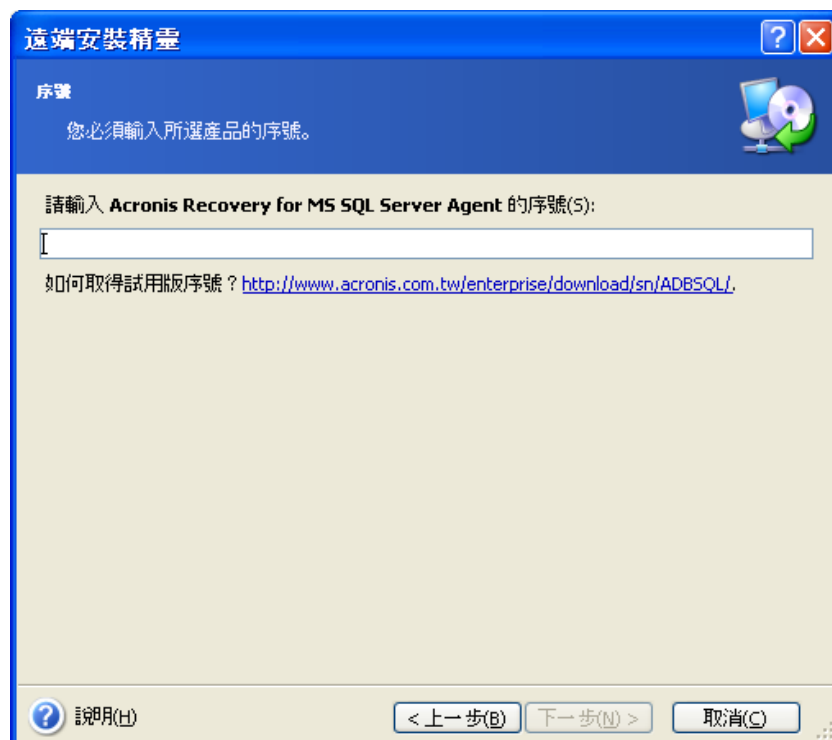 遠端安裝精靈
序號
您必須輸入所選產品的序號。
請輸入 Acronis Recovery for MS SQL Server Agent 的序號(S):
如何取得試用版序號？http://www.acronis.com.tw/enterprise/download/sn/ADBSQL/.
說明(H)
< 上一步(B)
下一步(N) >
取消(C)